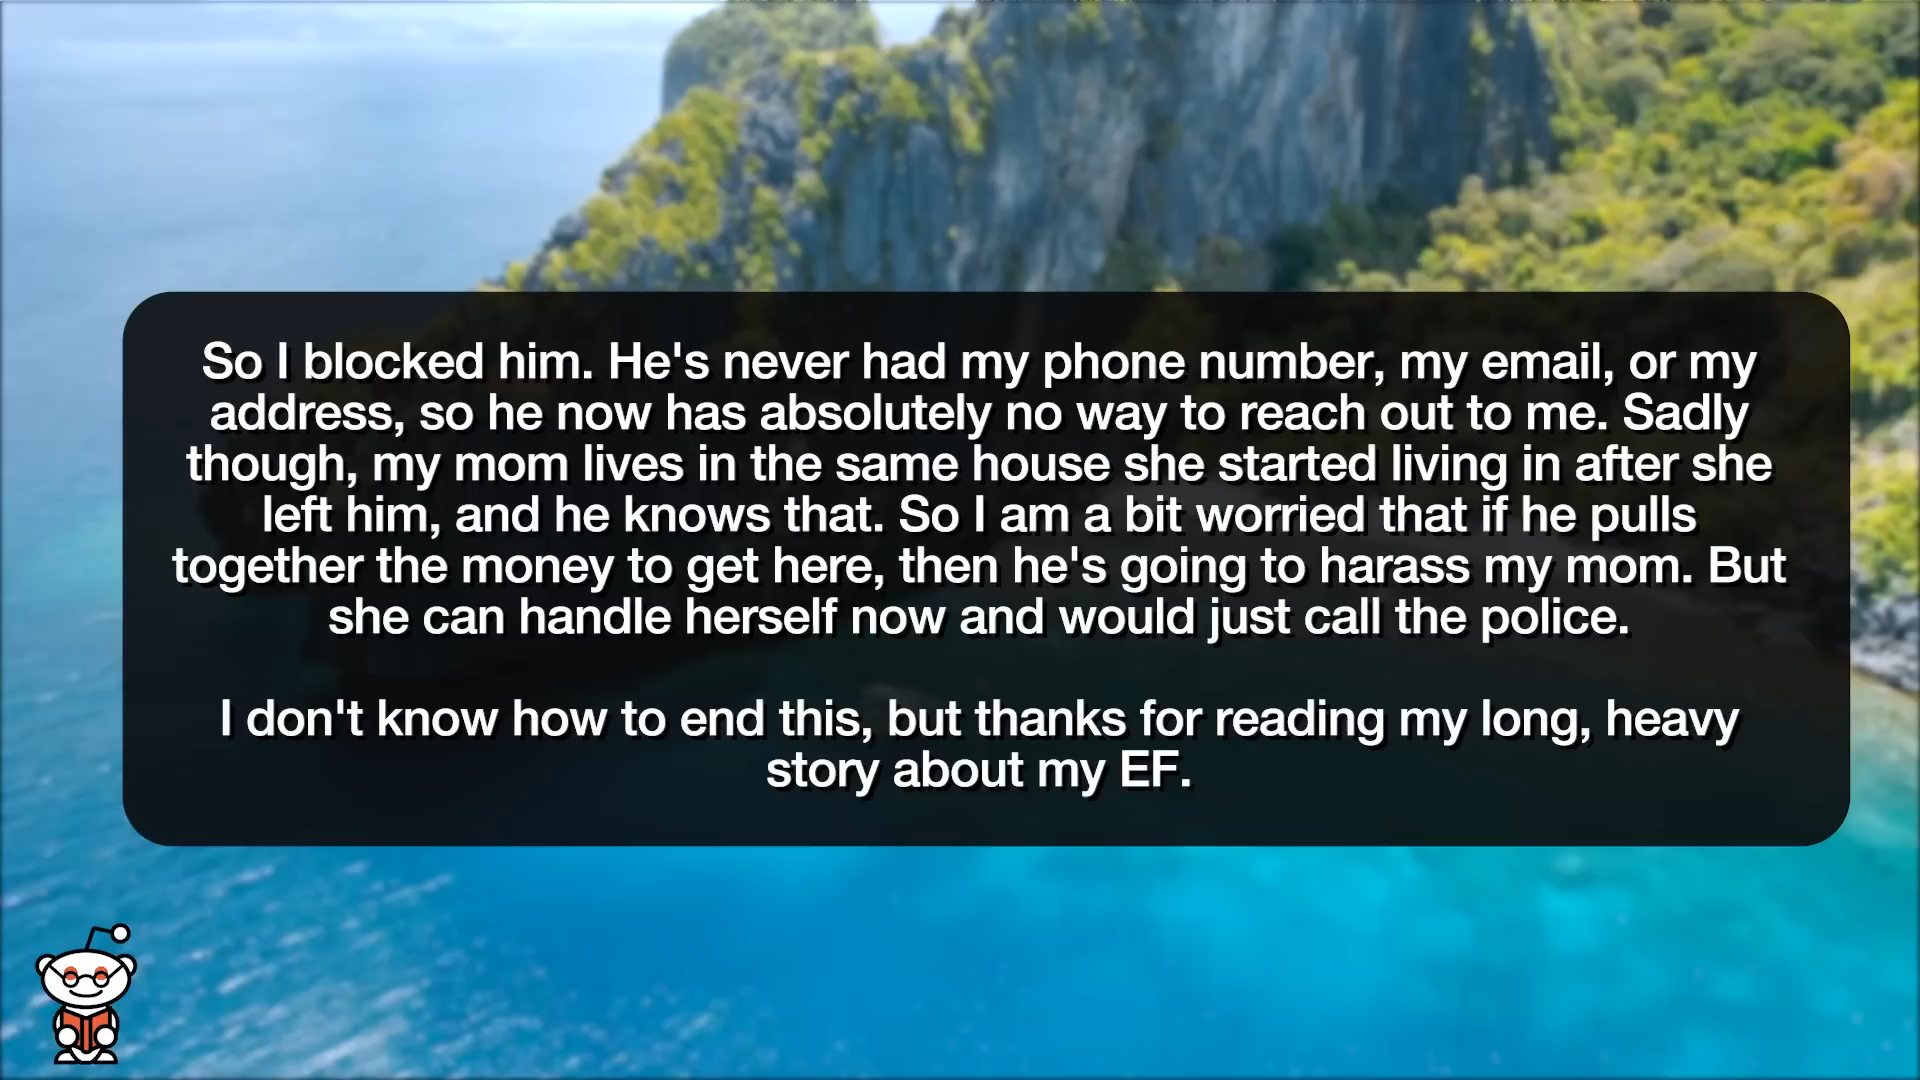 So I blocked him. He's never had my phone number, my email, or my
address, so he now has absolutely no way to reach out to me. Sadly
though, my mom lives in the same house she started living in after she
left him, and he knows that. So I am a bit worried that if he pulls
together the money to get here, then he's going to harass my mom. But
she can handle herself now and would just call the police.
I don't know how to end this, but thanks for reading my long, heavy
story about my EF.